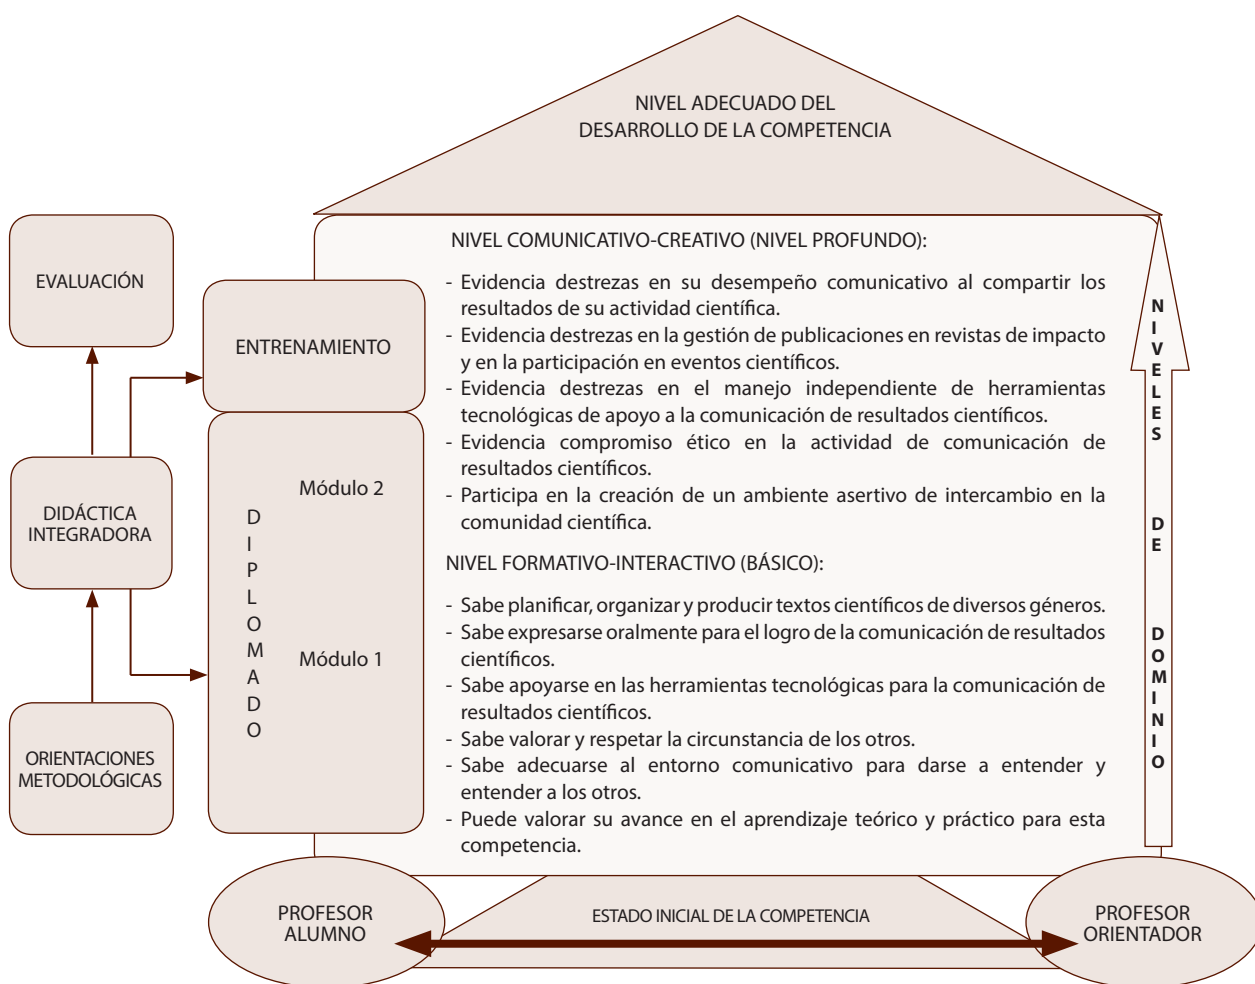 NIVEL ADECUADO DEL
DESARROLLO DE LA COMPETENCIA
EVALUACIÓN
DIDÁCTICA
INTEGRADORA
ORIENTACIONES
METODOLÓGICAS
ENTRENAMIENTO
DIPLOMADO
Módulo 2
Módulo 1
NIVEL COMUNICATIVO-CREATIVO (NIVEL PROFUNDO):
- Evidencia destrezas en su desempeño comunicativo al compartir los
resultados de su actividad científica.
- Evidencia destrezas en la gestión de publicaciones en revistas de impacto
y en la participación en eventos científicos.
- Evidencia destrezas en el manejo independiente de herramientas
tecnológicas de apoyo a la comunicación de resultados científicos.
- Evidencia compromiso ético en la actividad de comunicación de
resultados científicos.
- Participa en la creación de un ambiente asertivo de intercambio en la
comunidad científica.
NIVEL FORMATIVO-INTERACTIVO (BÁSICO):
- Sabe planificar, organizar y producir textos científicos de diversos géneros.
- Sabe expresarse oralmente para el logro de la comunicación de resultados
científicos.
- Sabe apoyarse en las herramientas tecnológicas para la comunicación de
resultados científicos.
- Sabe valorar y respetar la circunstancia de los otros.
- Sabe adecuarse al entorno comunicativo para darse a entender y
entender a los otros.
- Puede valorar su avance en el aprendizaje teórico y práctico para esta
competencia.
NIVELES DE DOMINIO
PROFESOR
ALUMNO
ESTADO INICIAL DE LA COMPETENCIA
PROFESOR
ORIENTADOR